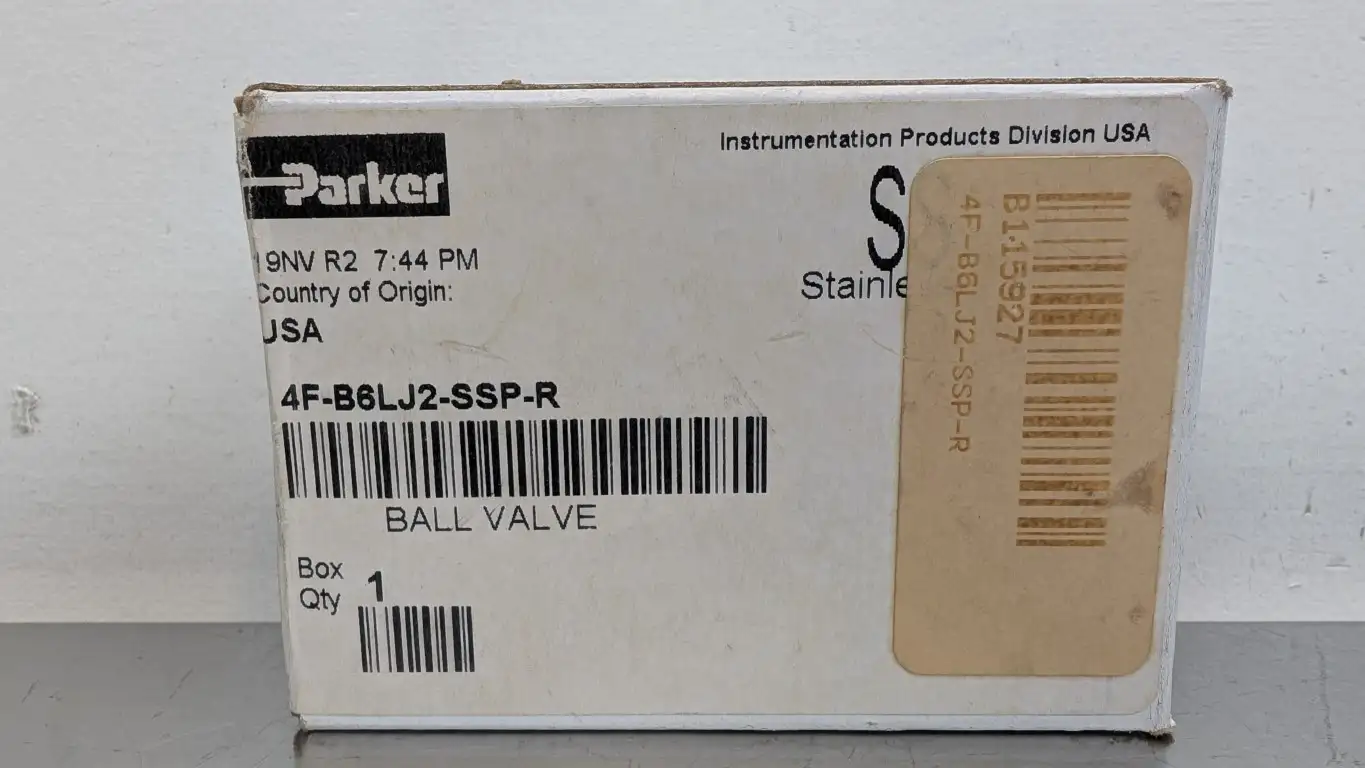 Parker
Instrumentation Products Division USA
19NV R2 7:44 PM
Country of Origin:
USA
4F-B6LJ2-SSP-R
BALL VALVE
Box
Qty
1
S
Stainle
B115927
4F-B6LJ2-SSP-R